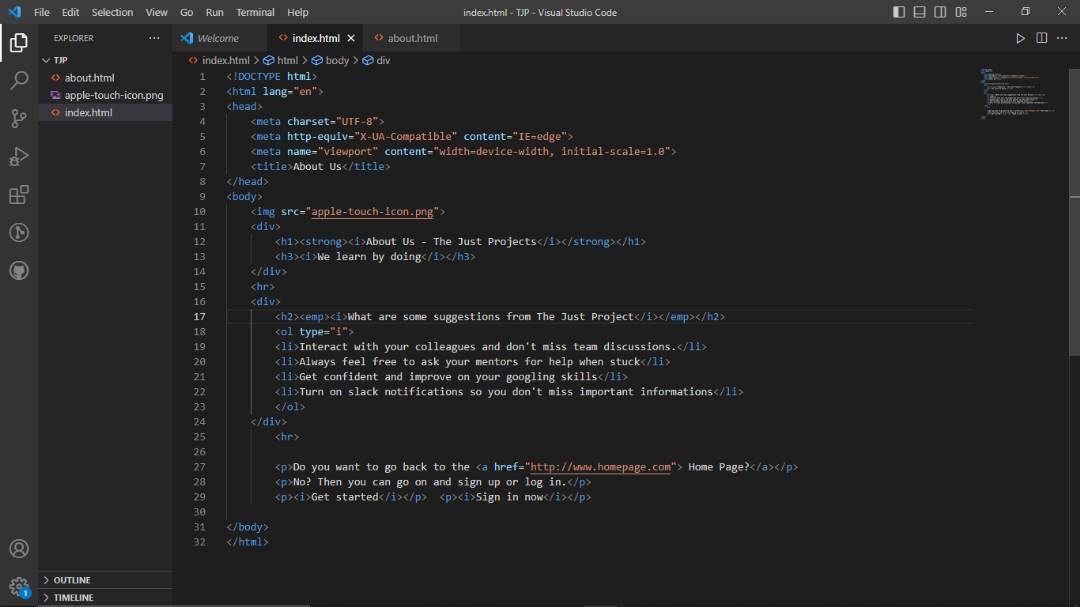 File Edit Selection View Go Run Terminal Help index.html - TJP - Visual Studio Code
EXPLORER
TJP
about.html
apple-touch-icon.png
index.html
OUTLINE
TIMELINE
1
Welcome index.html about.html
index.html > html > body > div
1 <!DOCTYPE html>
2 <html lang="en">
3 <head>
4 <meta charset="UTF-8">
5 <meta http-equiv="X-UA-Compatible" content="IE=edge">
6 <meta name="viewport" content="width=device-width, initial-scale=1.0">
7 <title>About Us</title>
8 </head>
9 <body>
10 <img src="apple-touch-icon.png">
11 <div>
12 <h1><strong><i>About Us - The Just Projects</i></strong></h1>
13 <h3><i>We learn by doing</i></h3>
14 </div>
15 <hr>
16 <div>
17 <h2><emp><i>What are some suggestions from The Just Project</i></emp></h2>
18 <ol type="i">
19 <li>Interact with your colleagues and don't miss team discussions.</li>
20 <li>Always feel free to ask your mentors for help when stuck</li>
21 <li>Get confident and improve on your googling skills</li>
22 <li>Turn on slack notifications so you don't miss important informations</li>
23 </ol>
24 </div>
25 <hr>
26
27 <p>Do you want to go back to the <a href="http://www.homepage.com"> Home Page?</a></p>
28 <p>No? Then you can go on and sign up or log in.</p>
29 <p><i>Get started</i></p> <p><i>Sign in now</i></p>
30
31 </body>
32 </html>